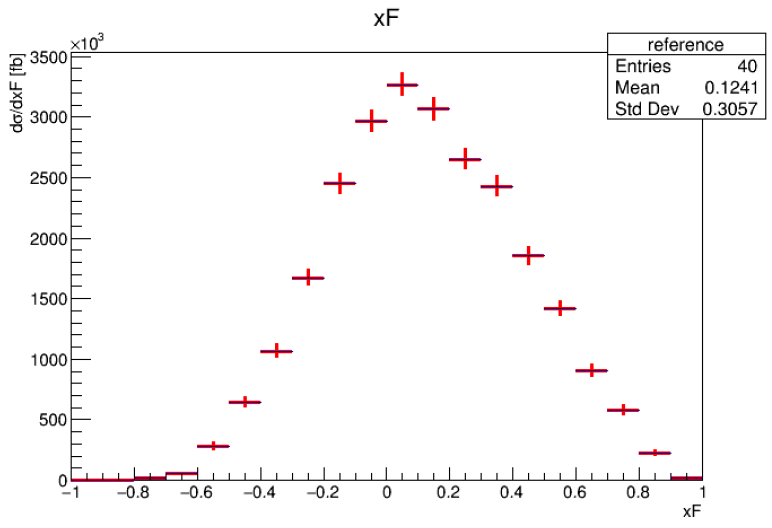 xF
×10³
dσ/dxF [fb]
reference
Entries 40
Mean 0.1241
Std Dev 0.3057
3500
3000
2500
2000
1500
1000
500
0
−1 −0.8 −0.6 −0.4 −0.2 0 0.2 0.4 0.6 0.8 1
xF